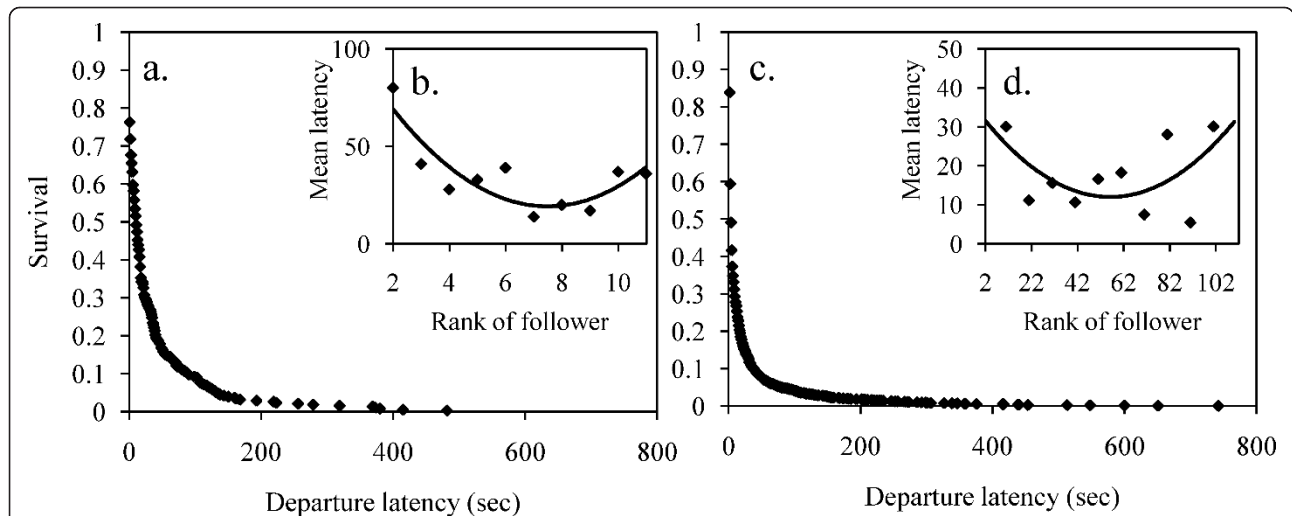 a.
1
0.9
0.8
0.7
0.6
0.5
0.4
0.3
0.2
0.1
0
Survival
0 200 400 600 800
Departure latency (sec)
b.
100
50
0
Mean latency
2 4 6 8 10
Rank of follower
c.
1
0.9
0.8
0.7
0.6
0.5
0.4
0.3
0.2
0.1
0
0 200 400 600 800
Departure latency (sec)
d.
50
40
30
20
10
0
Mean latency
2 22 42 62 82 102
Rank of follower